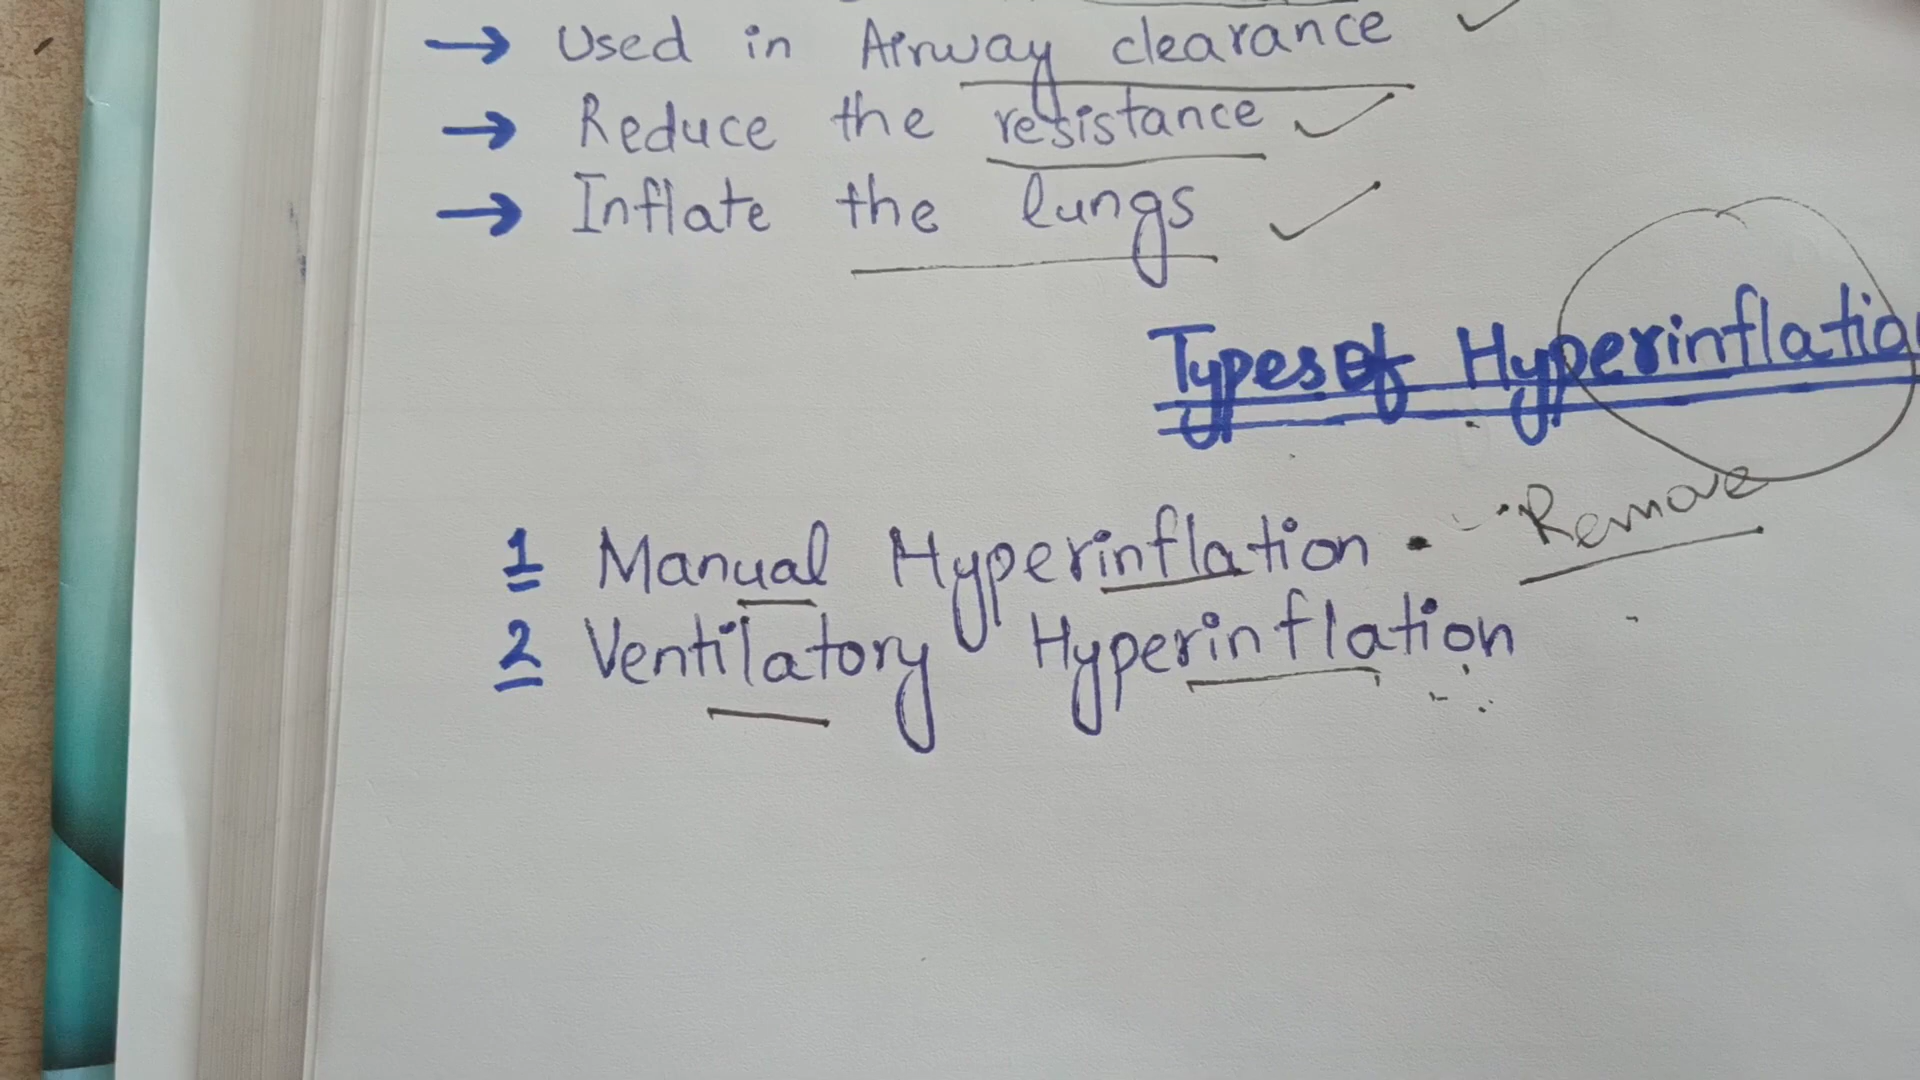 → Used in Airway clearance ✓
→ Reduce the resistance ✓
→ Inflate the lungs ✓
Types of Hyperinflatio
Remove
1 Manual Hyperinflation .
2 Ventilatory Hyperinflation